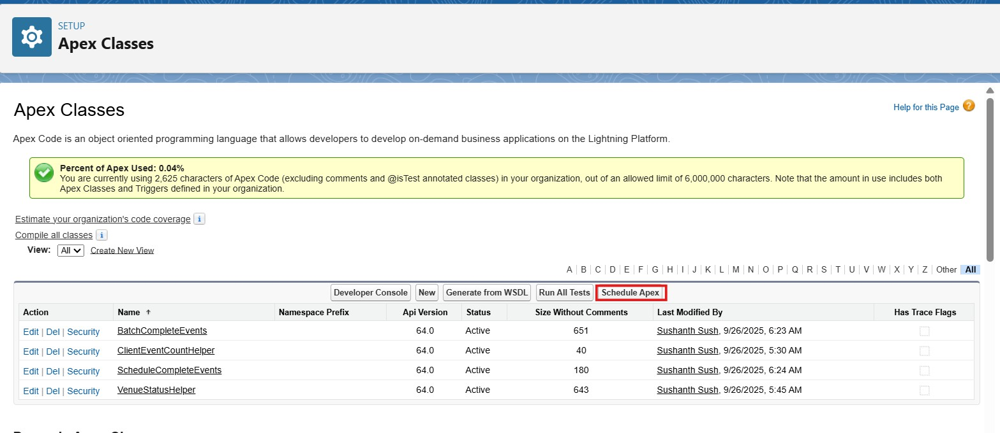 SETUP
Apex Classes
Apex Classes
Help for this Page ?
Apex Code is an object oriented programming language that allows developers to develop on-demand business applications on the Lightning Platform.
Percent of Apex Used: 0.04%
You are currently using 2,625 characters of Apex Code (excluding comments and @isTest annotated classes) in your organization, out of an allowed limit of 6,000,000 characters. Note that the amount in use includes both
Apex Classes and Triggers defined in your organization.
Estimate your organization's code coverage i
Compile all classes i
View: All Create New View
A | B | C | D | E | F | G | H | I | J | K | L | M | N | O | P | Q | R | S | T | U | V | W | X | Y | Z | Other | All
Developer Console New Generate from WSDL Run All Tests Schedule Apex
Action Name ↑ Namespace Prefix Api Version Status Size Without Comments Last Modified By Has Trace Flags
Edit | Del | Security BatchCompleteEvents 64.0 Active 651 Sushanth Sush, 9/26/2025, 6:23 AM
Edit | Del | Security ClientEventCountHelper 64.0 Active 40 Sushanth Sush, 9/26/2025, 5:30 AM
Edit | Del | Security ScheduleCompleteEvents 64.0 Active 180 Sushanth Sush, 9/26/2025, 6:24 AM
Edit | Del | Security VenueStatusHelper 64.0 Active 643 Sushanth Sush, 9/26/2025, 5:45 AM